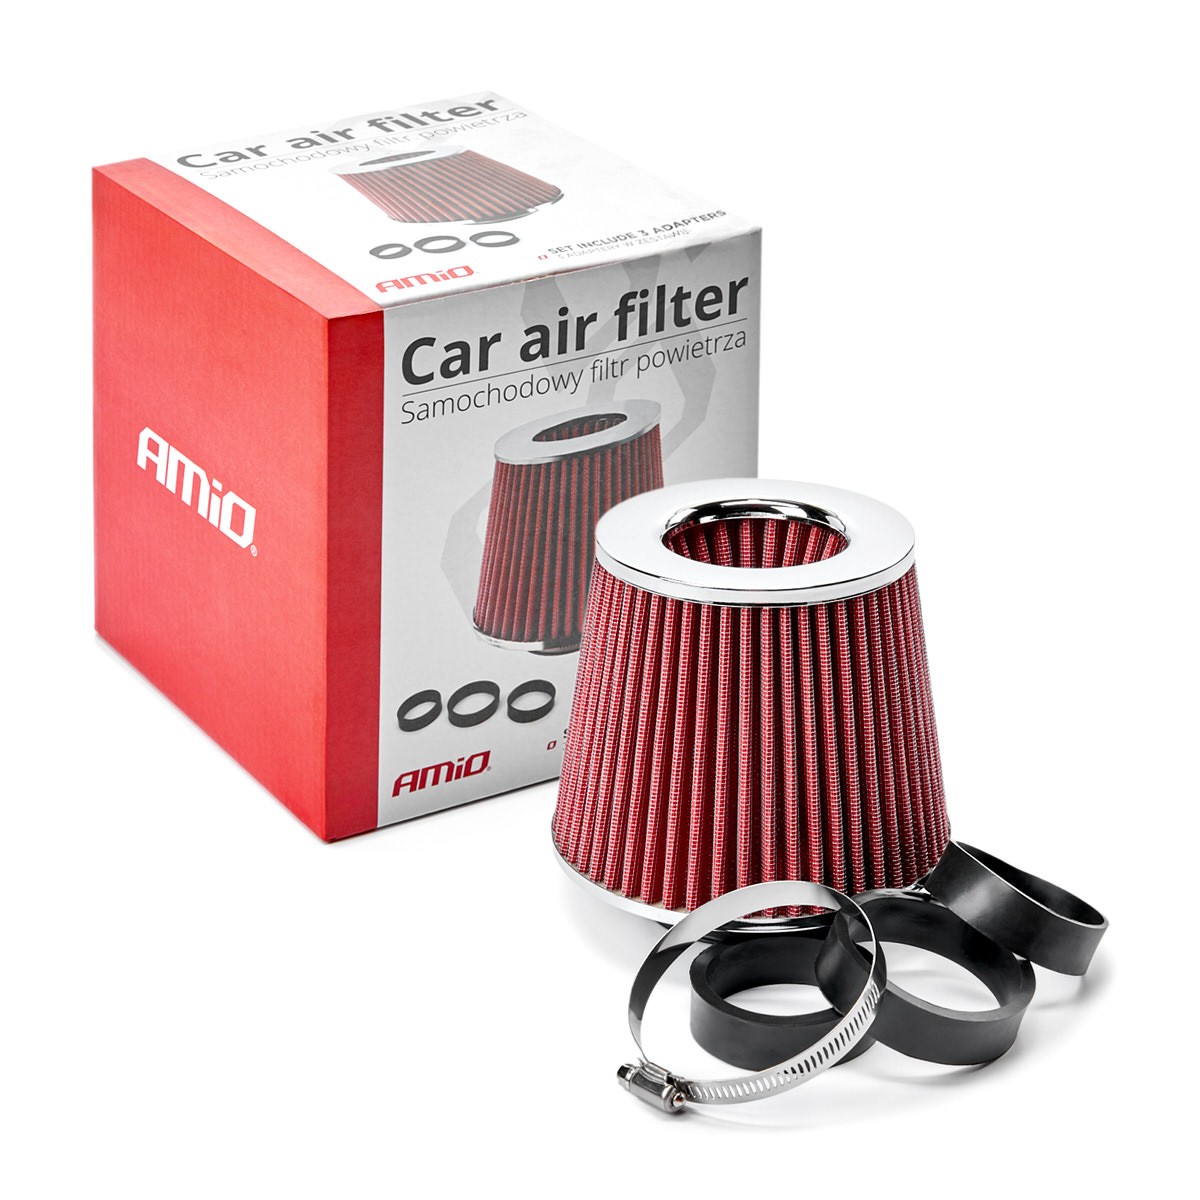 Car air filter
Samochodowy filtr powietrza
SET INCLUDE 3 ADAPTERS
3 ADAPTERY W ZESTAWIE
AMiO
Car air filter
Samochodowy filtr powietrza
AMiO®
S
AMiO®